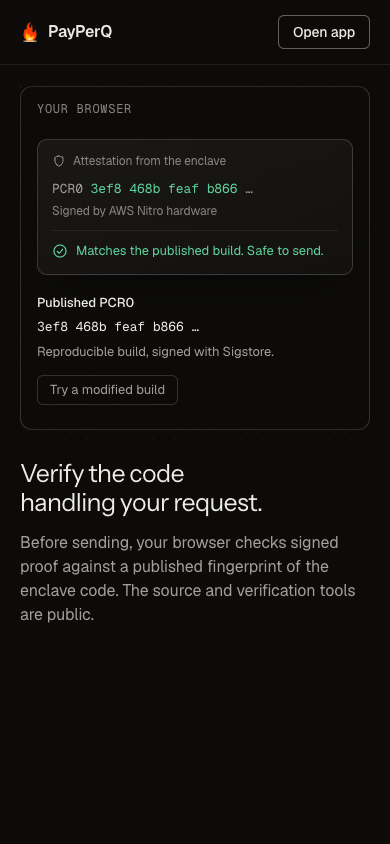 PayPerQ
Open app
YOUR BROWSER
Attestation from the enclave
PCR0 3ef8 468b feaf b866 …
Signed by AWS Nitro hardware
Matches the published build. Safe to send.
Published PCR0
3ef8 468b feaf b866 …
Reproducible build, signed with Sigstore.
Try a modified build
Verify the code
handling your request.
Before sending, your browser checks signed
proof against a published fingerprint of the
enclave code. The source and verification tools
are public.